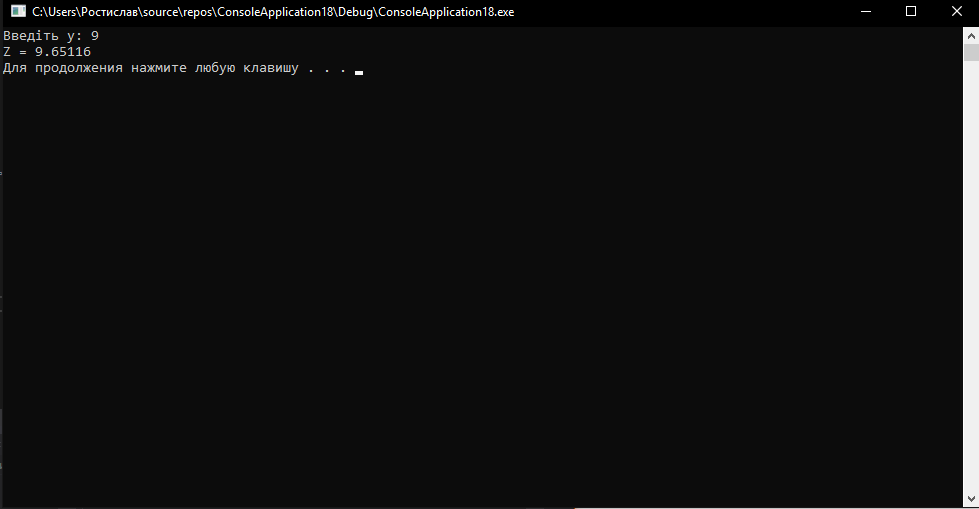 C:\Users\Ростислав\source\repos\ConsoleApplication18\Debug\ConsoleApplication18.exe
Введіть y: 9
Z = 9.65116
Для продолжения нажмите любую клавишу . . .